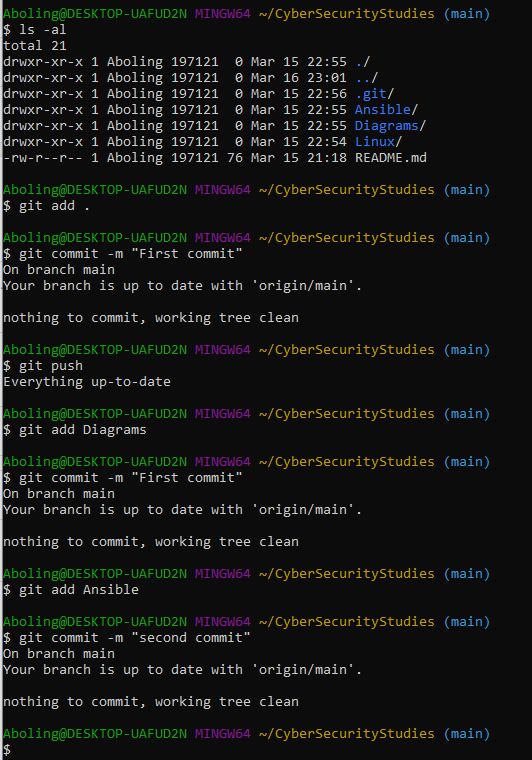 Aboling@DESKTOP-UAFUD2N MINGW64 ~/CyberSecurityStudies (main)
$ ls -al
total 21
drwxr-xr-x 1 Aboling 197121  0 Mar 15 22:55 ./
drwxr-xr-x 1 Aboling 197121  0 Mar 16 23:01 ../
drwxr-xr-x 1 Aboling 197121  0 Mar 15 22:56 .git/
drwxr-xr-x 1 Aboling 197121  0 Mar 15 22:55 Ansible/
drwxr-xr-x 1 Aboling 197121  0 Mar 15 22:55 Diagrams/
drwxr-xr-x 1 Aboling 197121  0 Mar 15 22:54 Linux/
-rw-r--r-- 1 Aboling 197121 76 Mar 15 21:18 README.md
Aboling@DESKTOP-UAFUD2N MINGW64 ~/CyberSecurityStudies (main)
$ git add .
Aboling@DESKTOP-UAFUD2N MINGW64 ~/CyberSecurityStudies (main)
$ git commit -m "First commit"
On branch main
Your branch is up to date with 'origin/main'.
nothing to commit, working tree clean
Aboling@DESKTOP-UAFUD2N MINGW64 ~/CyberSecurityStudies (main)
$ git push
Everything up-to-date
Aboling@DESKTOP-UAFUD2N MINGW64 ~/CyberSecurityStudies (main)
$ git add Diagrams
Aboling@DESKTOP-UAFUD2N MINGW64 ~/CyberSecurityStudies (main)
$ git commit -m "First commit"
On branch main
Your branch is up to date with 'origin/main'.
nothing to commit, working tree clean
Aboling@DESKTOP-UAFUD2N MINGW64 ~/CyberSecurityStudies (main)
$ git add Ansible
Aboling@DESKTOP-UAFUD2N MINGW64 ~/CyberSecurityStudies (main)
$ git commit -m "second commit"
On branch main
Your branch is up to date with 'origin/main'.
nothing to commit, working tree clean
Aboling@DESKTOP-UAFUD2N MINGW64 ~/CyberSecurityStudies (main)
$